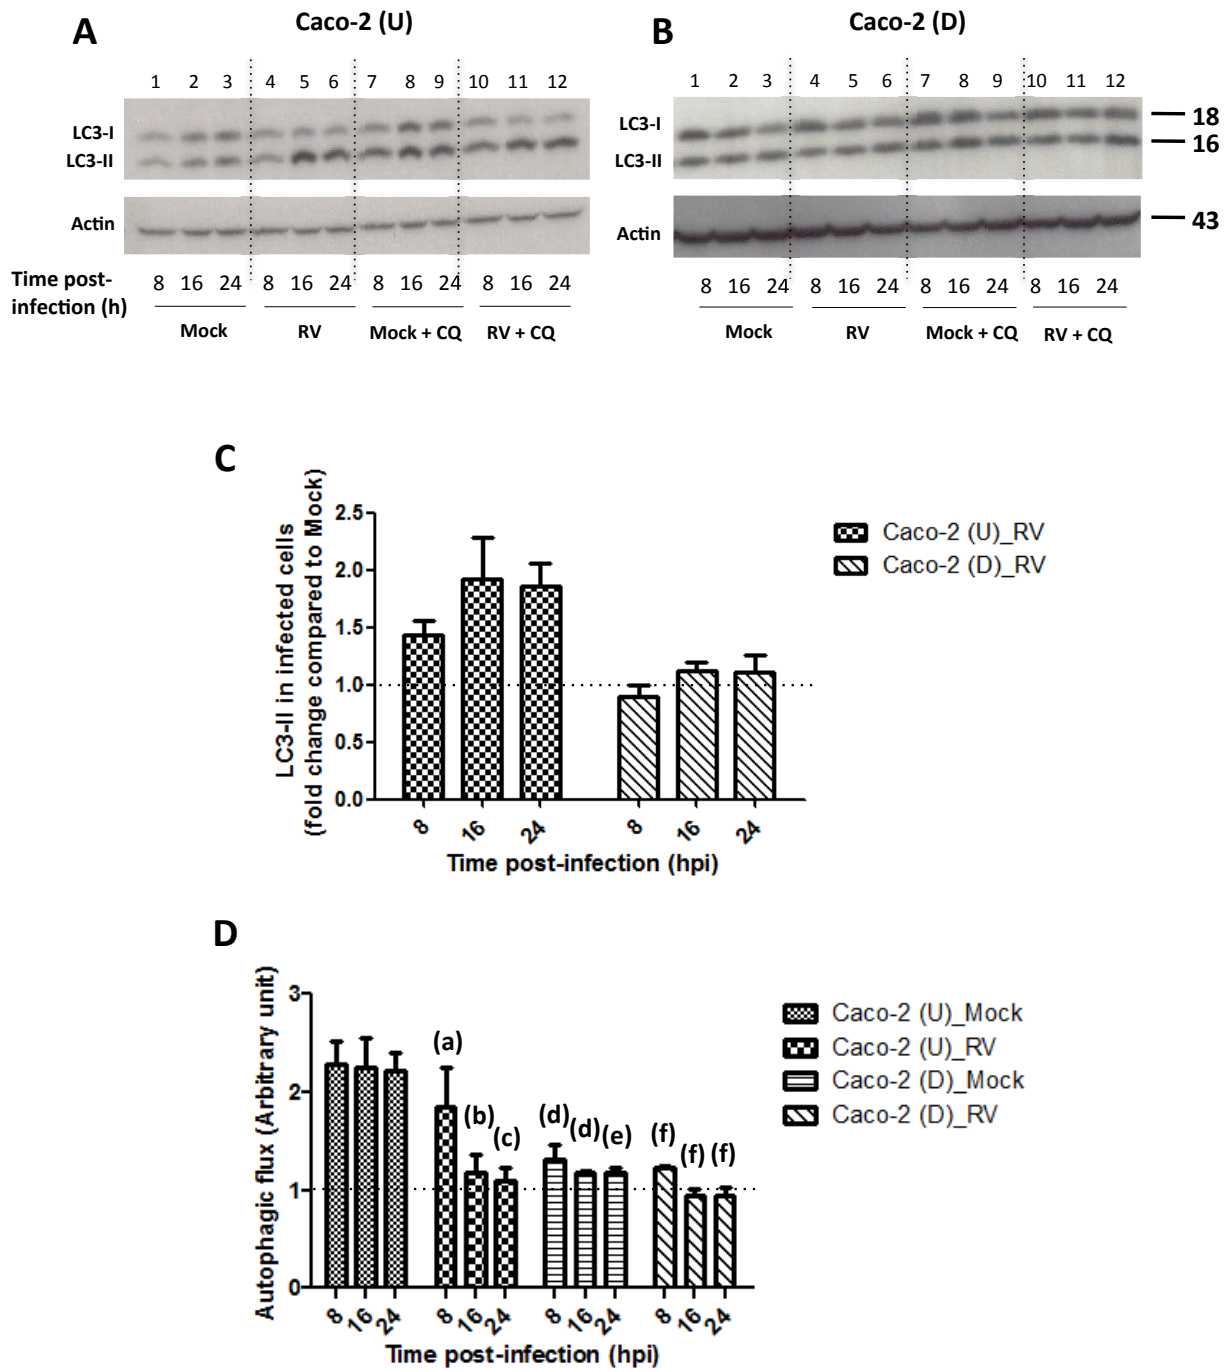 A
Caco-2 (U)
1 2 3 4 5 6 7 8 9 10 11 12
LC3-I
LC3-II
Actin
Time post-
infection (h)
8 16 24 8 16 24 8 16 24 8 16 24
Mock RV Mock + CQ RV + CQ
B
Caco-2 (D)
1 2 3 4 5 6 7 8 9 10 11 12
LC3-I
LC3-II
18
16
Actin
43
8 16 24 8 16 24 8 16 24 8 16 24
Mock RV Mock + CQ RV + CQ
C
LC3-II in infected cells
(fold change compared to Mock)
2.5
2.0
1.5
1.0
0.5
0.0
8 16 24 8 16 24
Time post-infection (hpi)
Caco-2 (U)_RV
Caco-2 (D)_RV
D
Autophagic flux (Arbitrary unit)
3
2
1
0
(a) (b) (c) (d) (d) (e) (f) (f) (f)
8 16 24 8 16 24 8 16 24 8 16 24
Time post-infection (hpi)
Caco-2 (U)_Mock
Caco-2 (U)_RV
Caco-2 (D)_Mock
Caco-2 (D)_RV